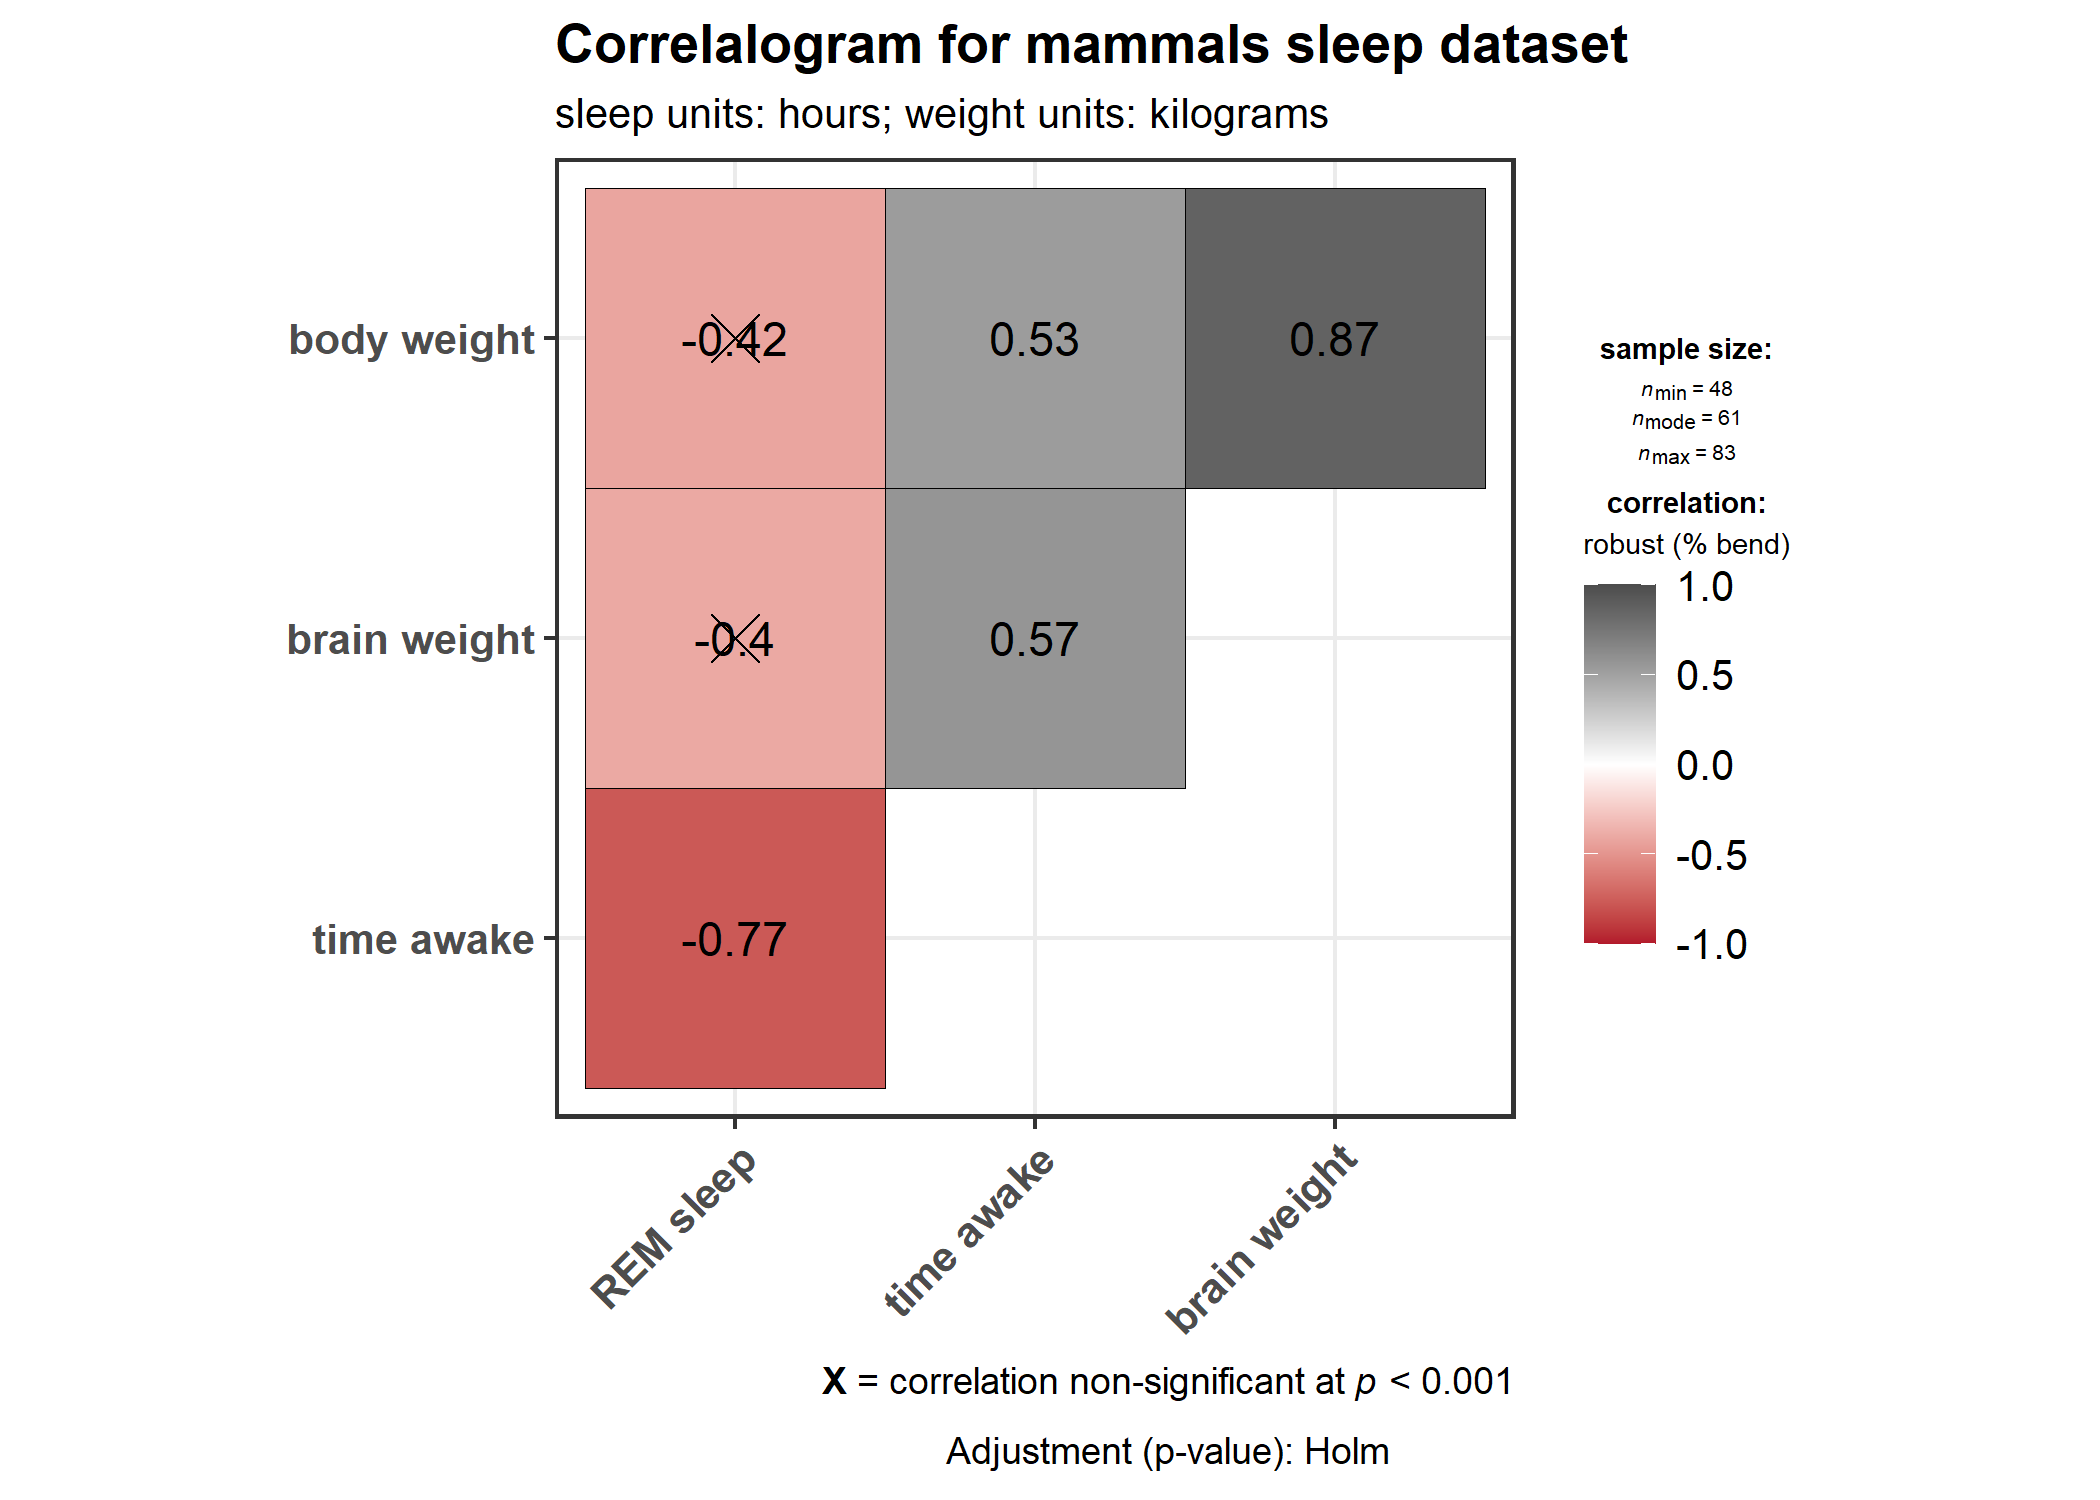 Correlalogram for mammals sleep dataset
sleep units: hours; weight units: kilograms
body weight
-0.42
0.53
0.87
brain weight
-0.4
0.57
time awake
-0.77
REM sleep
time awake
brain weight
sample size:
nmin = 48
nmode = 61
nmax = 83
correlation:
robust (% bend)
1.0
0.5
0.0
-0.5
-1.0
X = correlation non-significant at p < 0.001
Adjustment (p-value): Holm